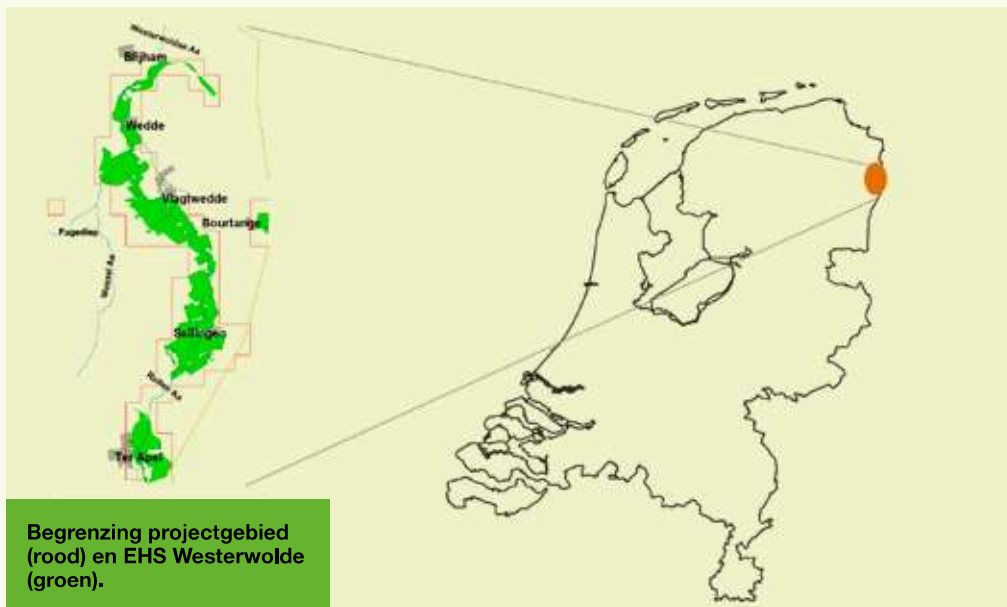 Westerwoldse Aa
Blijham
Wedde
Vlagtwedde
Bourtange
Pagediep
Mussel Aa
Sellingen
Ruiten Aa
Ter Apel
Begrenzing projectgebied
(rood) en EHS Westerwolde
(groen).